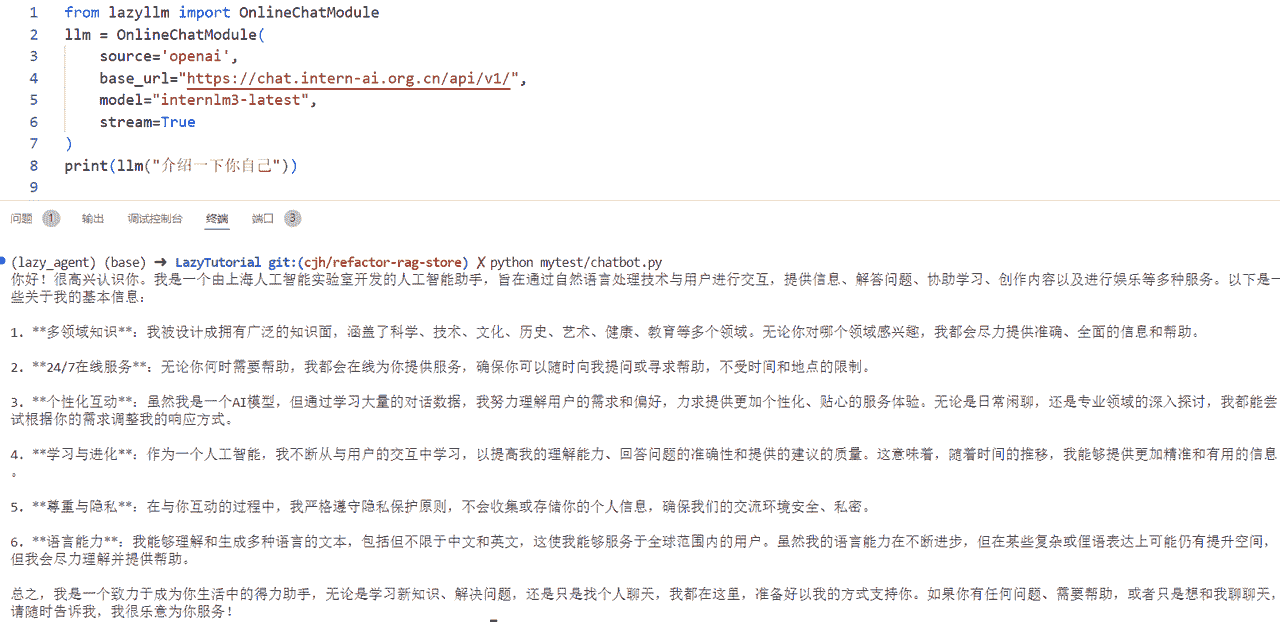 1 from lazyllm import OnlineChatModule
2 llm = OnlineChatModule(
3 source='openai',
4 base_url="https://chat.intern-ai.org.cn/api/v1/",
5 model="internlm3-latest",
6 stream=True
7 )
8 print(llm("介绍一下你自己"))
9
问题 1 输出 调试控制台 终端 端口 3
(lazy_agent) (base) ➜ LazyTutorial git:(cjh/refactor-rag-store) ✗ python mytest/chatbot.py
你好！很高兴认识你。我是一个由上海人工智能实验室开发的人工智能助手，旨在通过自然语言处理技术与用户进行交互，提供信息、解答问题、协助学习、创作内容以及进行娱乐等多种服务。以下是一
些关于我的基本信息：
1. **多领域知识**：我被设计成拥有广泛的知识面，涵盖了科学、技术、文化、历史、艺术、健康、教育等多个领域。无论你对哪个领域感兴趣，我都会尽力提供准确、全面的信息和帮助。
2. **24/7在线服务**：无论你何时需要帮助，我都会在线为你提供服务，确保你可以随时向我提问或寻求帮助，不受时间和地点的限制。
3. **个性化互动**：虽然我是一个AI模型，但通过学习大量的对话数据，我努力理解用户的需求和偏好，力求提供更加个性化、贴心的服务体验。无论是日常闲聊，还是专业领域的深入探讨，我都能尝
试根据你的需求调整我的响应方式。
4. **学习与进化**：作为一个人工智能，我不断从与用户的交互中学习，以提高我的理解能力、回答问题的准确性和提供的建议的质量。这意味着，随着时间的推移，我能够提供更加精准和有用的信息
。
5. **尊重与隐私**：在与你互动的过程中，我严格遵守隐私保护原则，不会收集或存储你的个人信息，确保我们的交流环境安全、私密。
6. **语言能力**：我能够理解和生成多种语言的文本，包括但不限于中文和英文，这使我能够服务于全球范围内的用户。虽然我的语言能力在不断进步，但在某些复杂或俚语表达上可能仍有提升空间，
但我会尽力理解并提供帮助。
总之，我是一个致力于成为你生活中的得力助手，无论是学习新知识、解决问题，还是只是找个人聊天，我都在这里，准备好以我的方式支持你。如果你有任何问题、需要帮助，或者只是想和我聊聊天，
请随时告诉我，我很乐意为你服务！